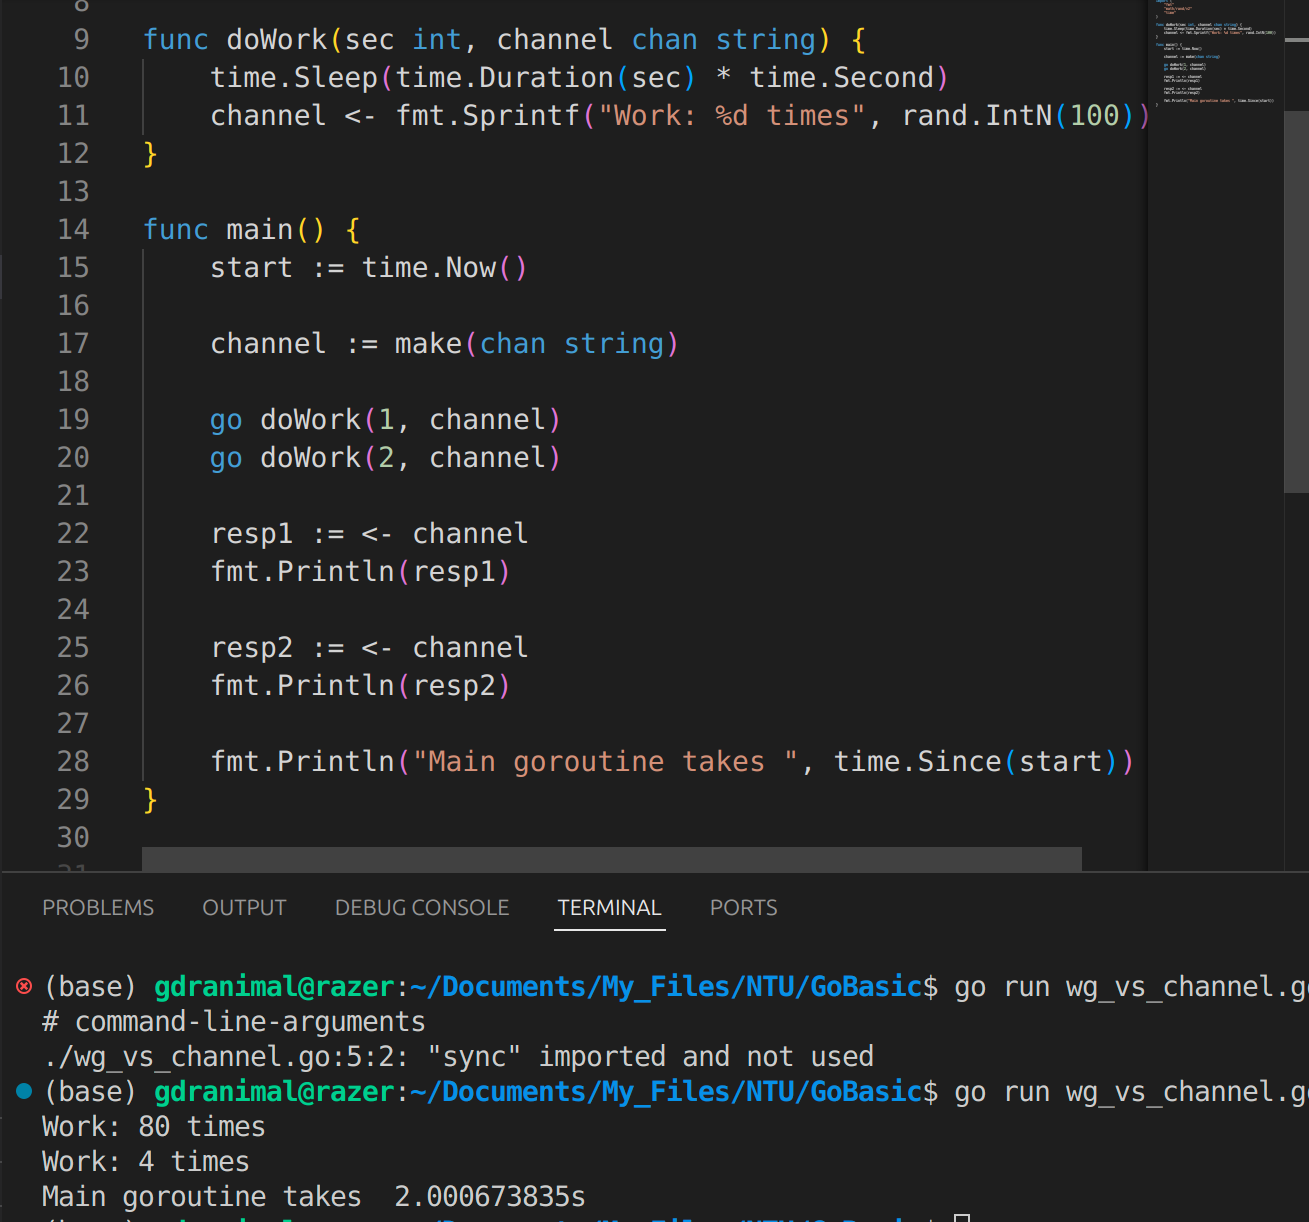 8
9 func doWork(sec int, channel chan string) {
10 time.Sleep(time.Duration(sec) * time.Second)
11 channel <- fmt.Sprintf("Work: %d times", rand.IntN(100))
12 }
13
14 func main() {
15 start := time.Now()
16
17 channel := make(chan string)
18
19 go doWork(1, channel)
20 go doWork(2, channel)
21
22 resp1 := <- channel
23 fmt.Println(resp1)
24
25 resp2 := <- channel
26 fmt.Println(resp2)
27
28 fmt.Println("Main goroutine takes ", time.Since(start))
29 }
30
31
PROBLEMS OUTPUT DEBUG CONSOLE TERMINAL PORTS
(base) gdranimal@razer:~/Documents/My_Files/NTU/GoBasic$ go run wg_vs_channel.go
# command-line-arguments
./wg_vs_channel.go:5:2: "sync" imported and not used
(base) gdranimal@razer:~/Documents/My_Files/NTU/GoBasic$ go run wg_vs_channel.go
Work: 80 times
Work: 4 times
Main goroutine takes  2.000673835s